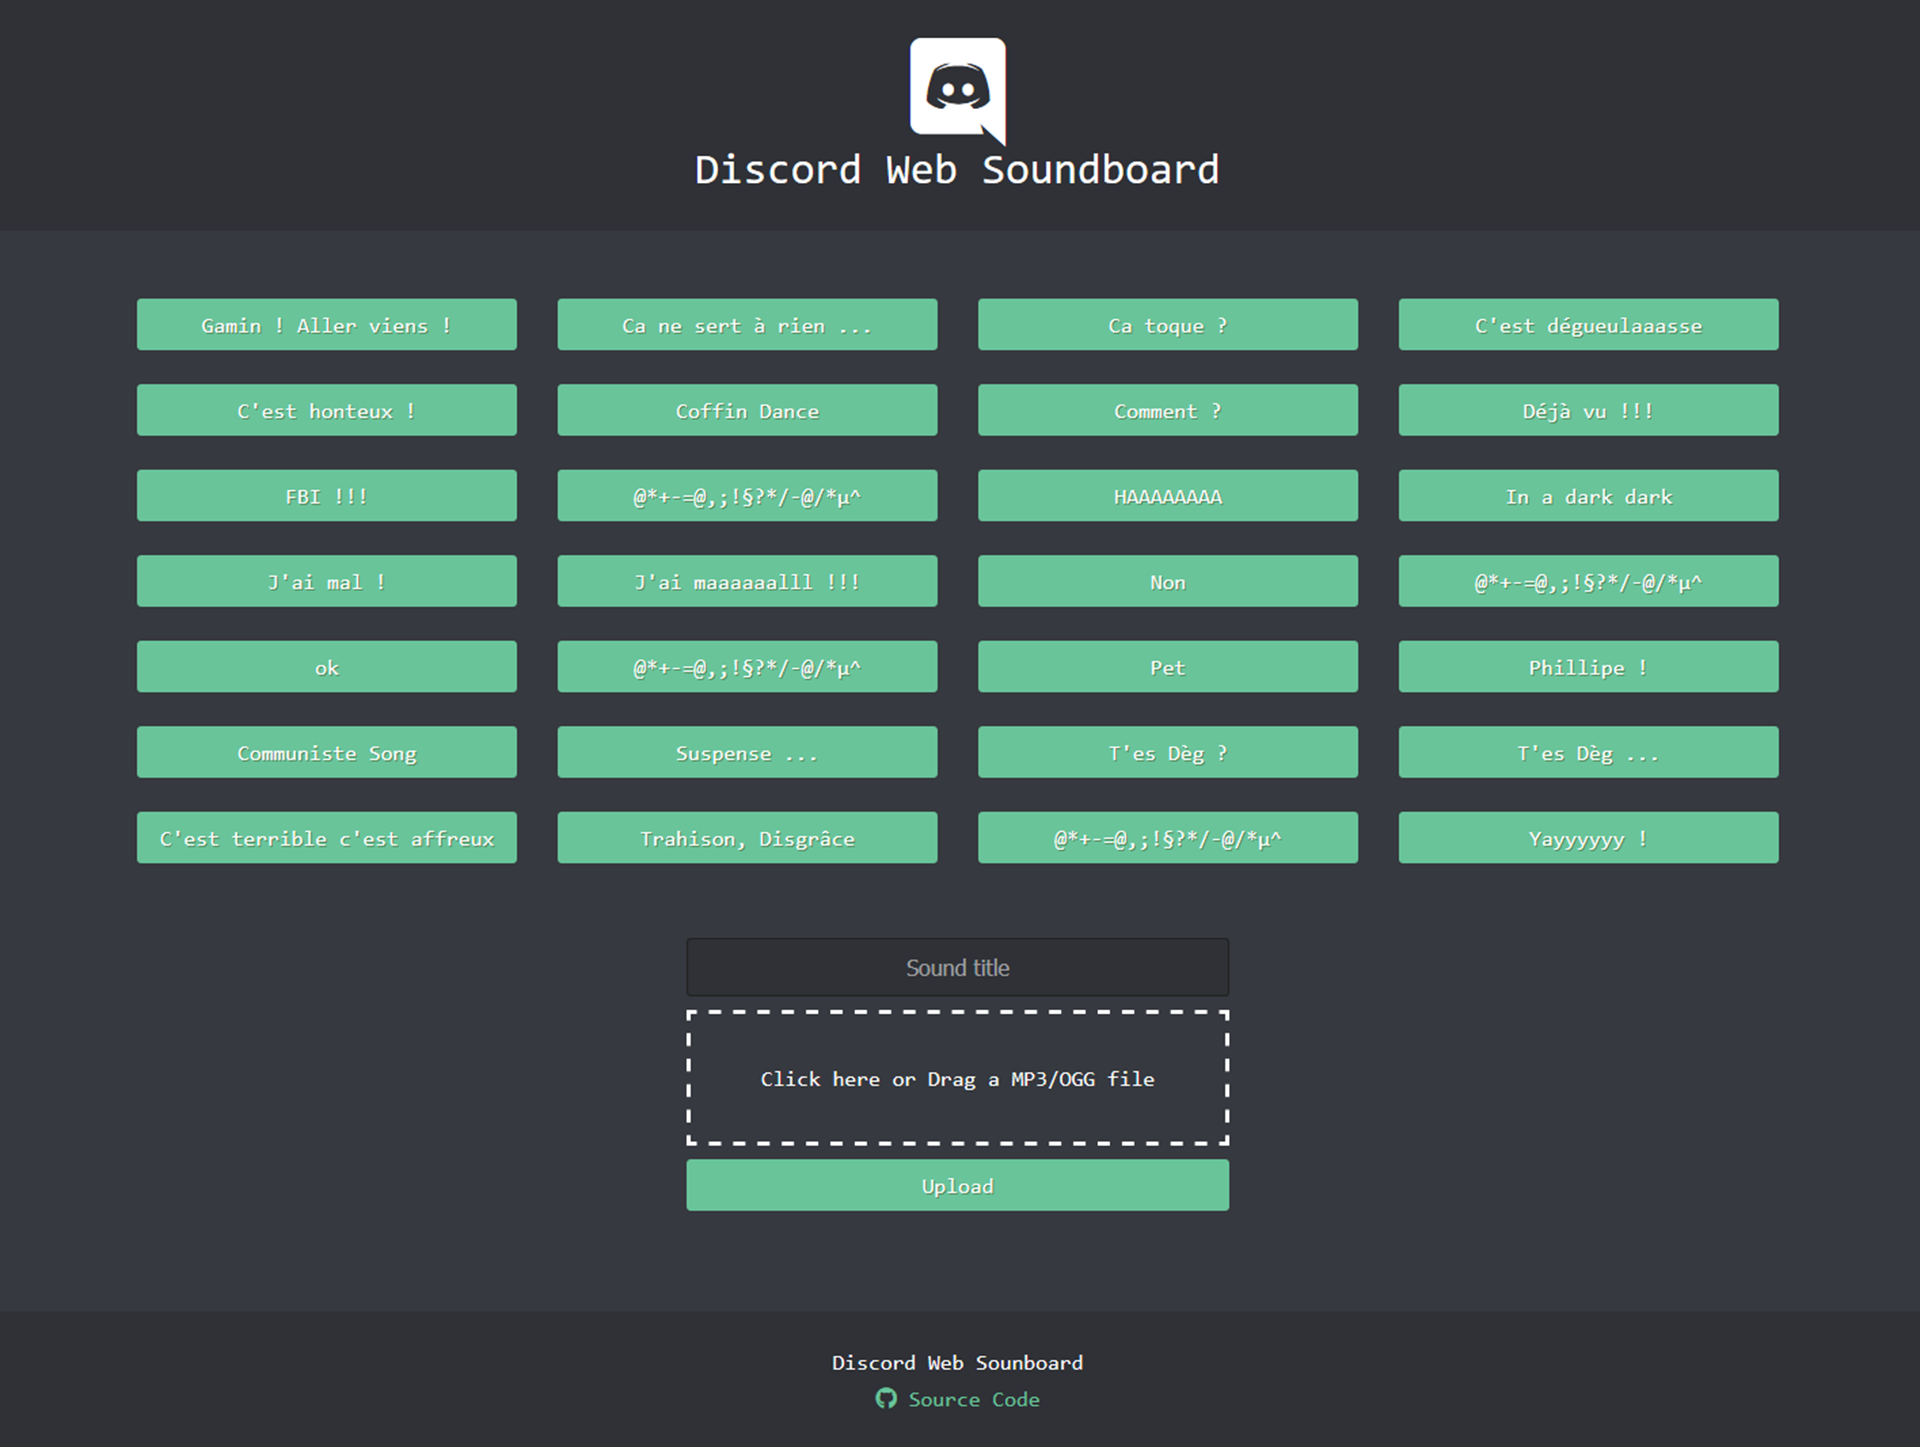 Discord Web Soundboard
Gamin ! Aller viens !
Ca ne sert à rien ...
Ca toque ?
C'est dégueulaaasse
C'est honteux !
Coffin Dance
Comment ?
Déjà vu !!!
FBI !!!
@*+-=@,;!§?*/-@/*µ^
HAAAAAAAA
In a dark dark
J'ai mal !
J'ai maaaaaalll !!!
Non
@*+-=@,;!§?*/-@/*µ^
ok
@*+-=@,;!§?*/-@/*µ^
Pet
Phillipe !
Communiste Song
Suspense ...
T'es Dèg ?
T'es Dèg ...
C'est terrible c'est affreux
Trahison, Disgrâce
@*+-=@,;!§?*/-@/*µ^
Yayyyyyy !
Sound title
Click here or Drag a MP3/OGG file
Upload
Discord Web Sounboard
Source Code